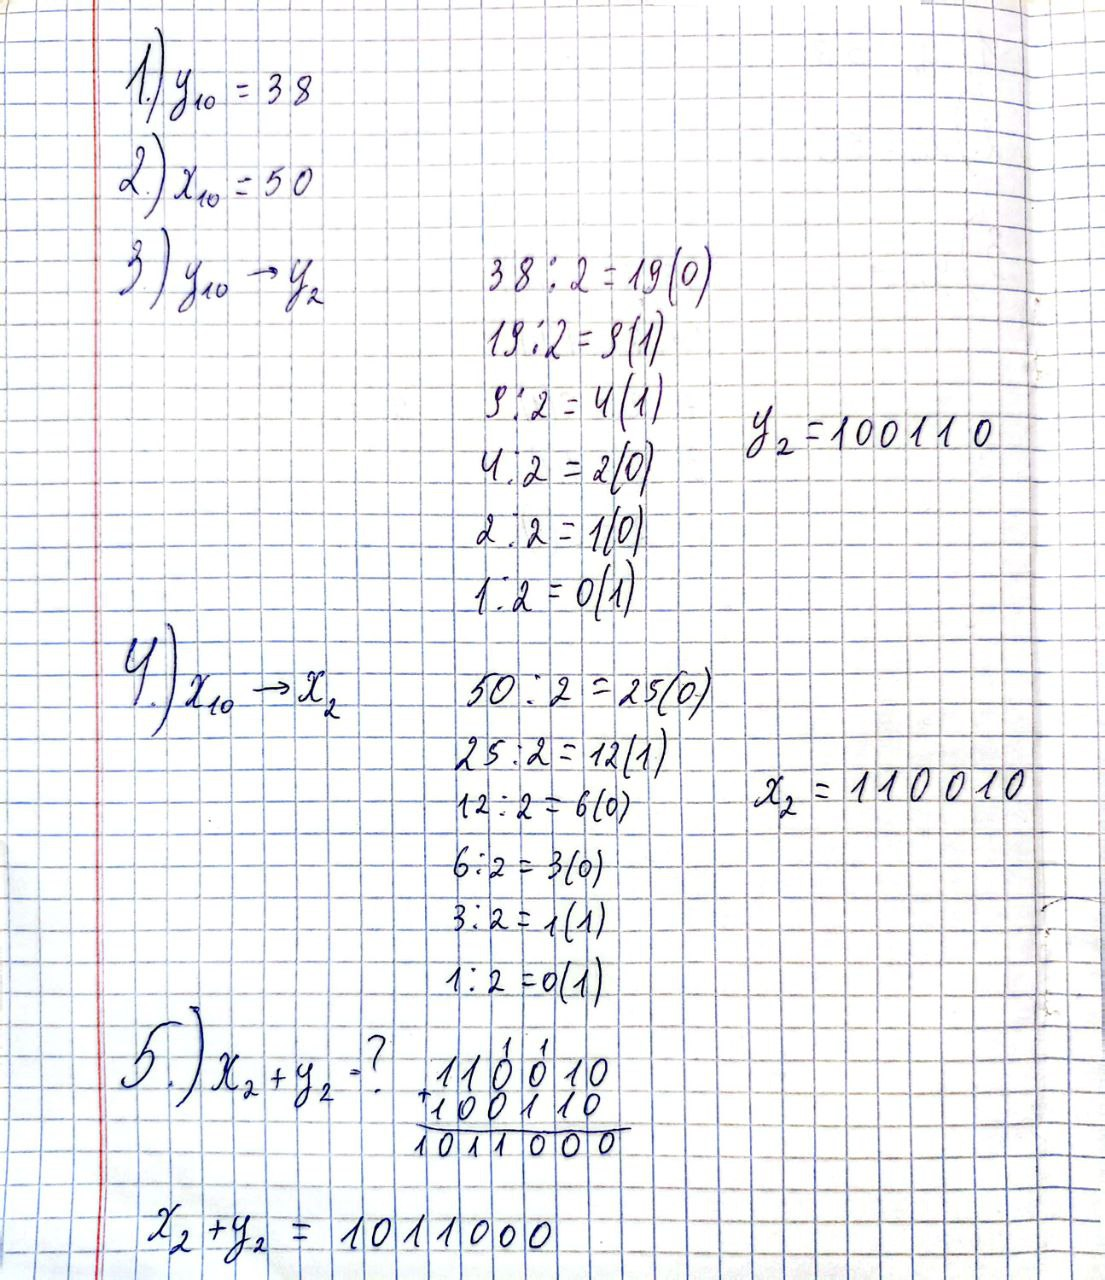 1.) y₁₀ = 38
2.) x₁₀ = 50
3.) y₁₀ → y₂
38 : 2 = 19(0)
19 : 2 = 9(1)
9 : 2 = 4(1)
4 : 2 = 2(0)
2 : 2 = 1(0)
1 : 2 = 0(1)
y₂ = 100110
4.) x₁₀ → x₂
50 : 2 = 25(0)
25 : 2 = 12(1)
12 : 2 = 6(0)
6 : 2 = 3(0)
3 : 2 = 1(1)
1 : 2 = 0(1)
x₂ = 110010
5.) x₂ + y₂ = ?
1 1
110010
+ 100110
1011000
x₂ + y₂ = 1011000